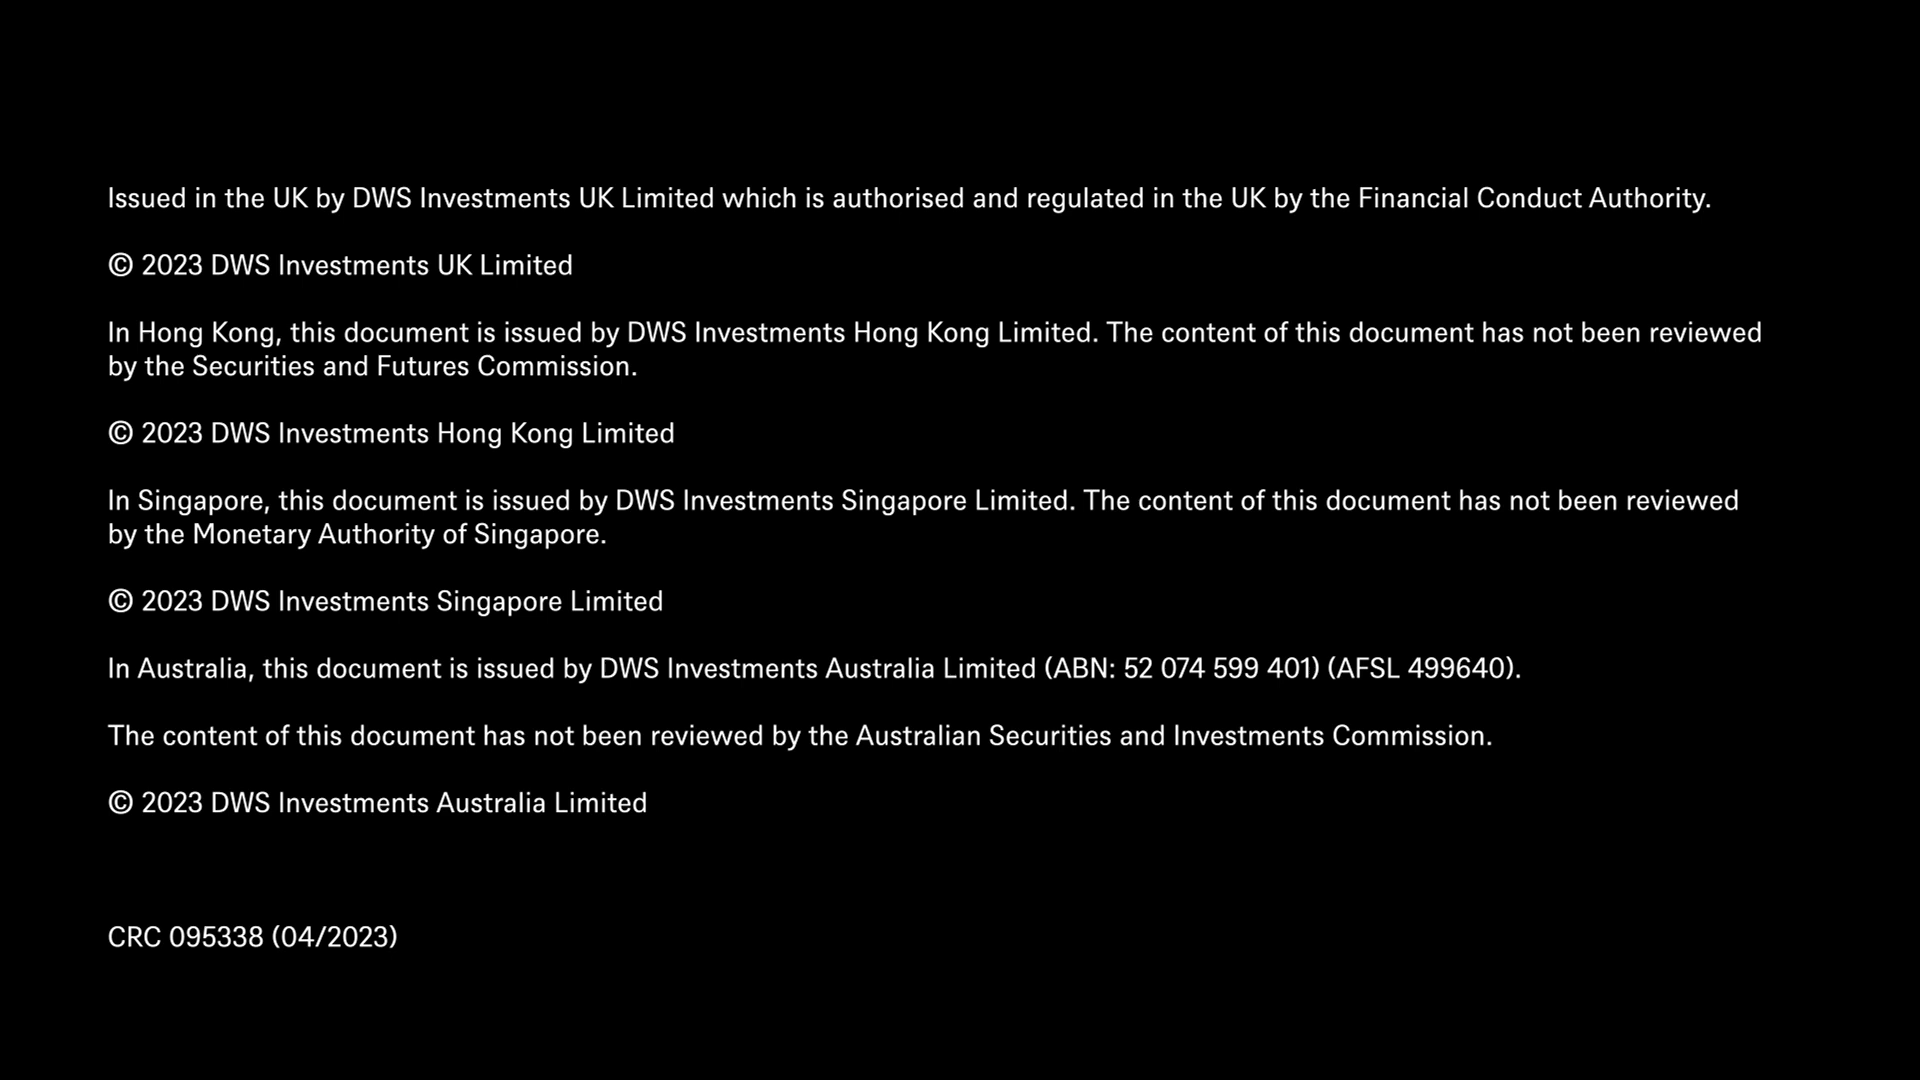 Issued in the UK by DWS Investments UK Limited which is authorised and regulated in the UK by the Financial Conduct Authority.
© 2023 DWS Investments UK Limited
In Hong Kong, this document is issued by DWS Investments Hong Kong Limited. The content of this document has not been reviewed
by the Securities and Futures Commission.
© 2023 DWS Investments Hong Kong Limited
In Singapore, this document is issued by DWS Investments Singapore Limited. The content of this document has not been reviewed
by the Monetary Authority of Singapore.
© 2023 DWS Investments Singapore Limited
In Australia, this document is issued by DWS Investments Australia Limited (ABN: 52 074 599 401) (AFSL 499640).
The content of this document has not been reviewed by the Australian Securities and Investments Commission.
© 2023 DWS Investments Australia Limited
CRC 095338 (04/2023)